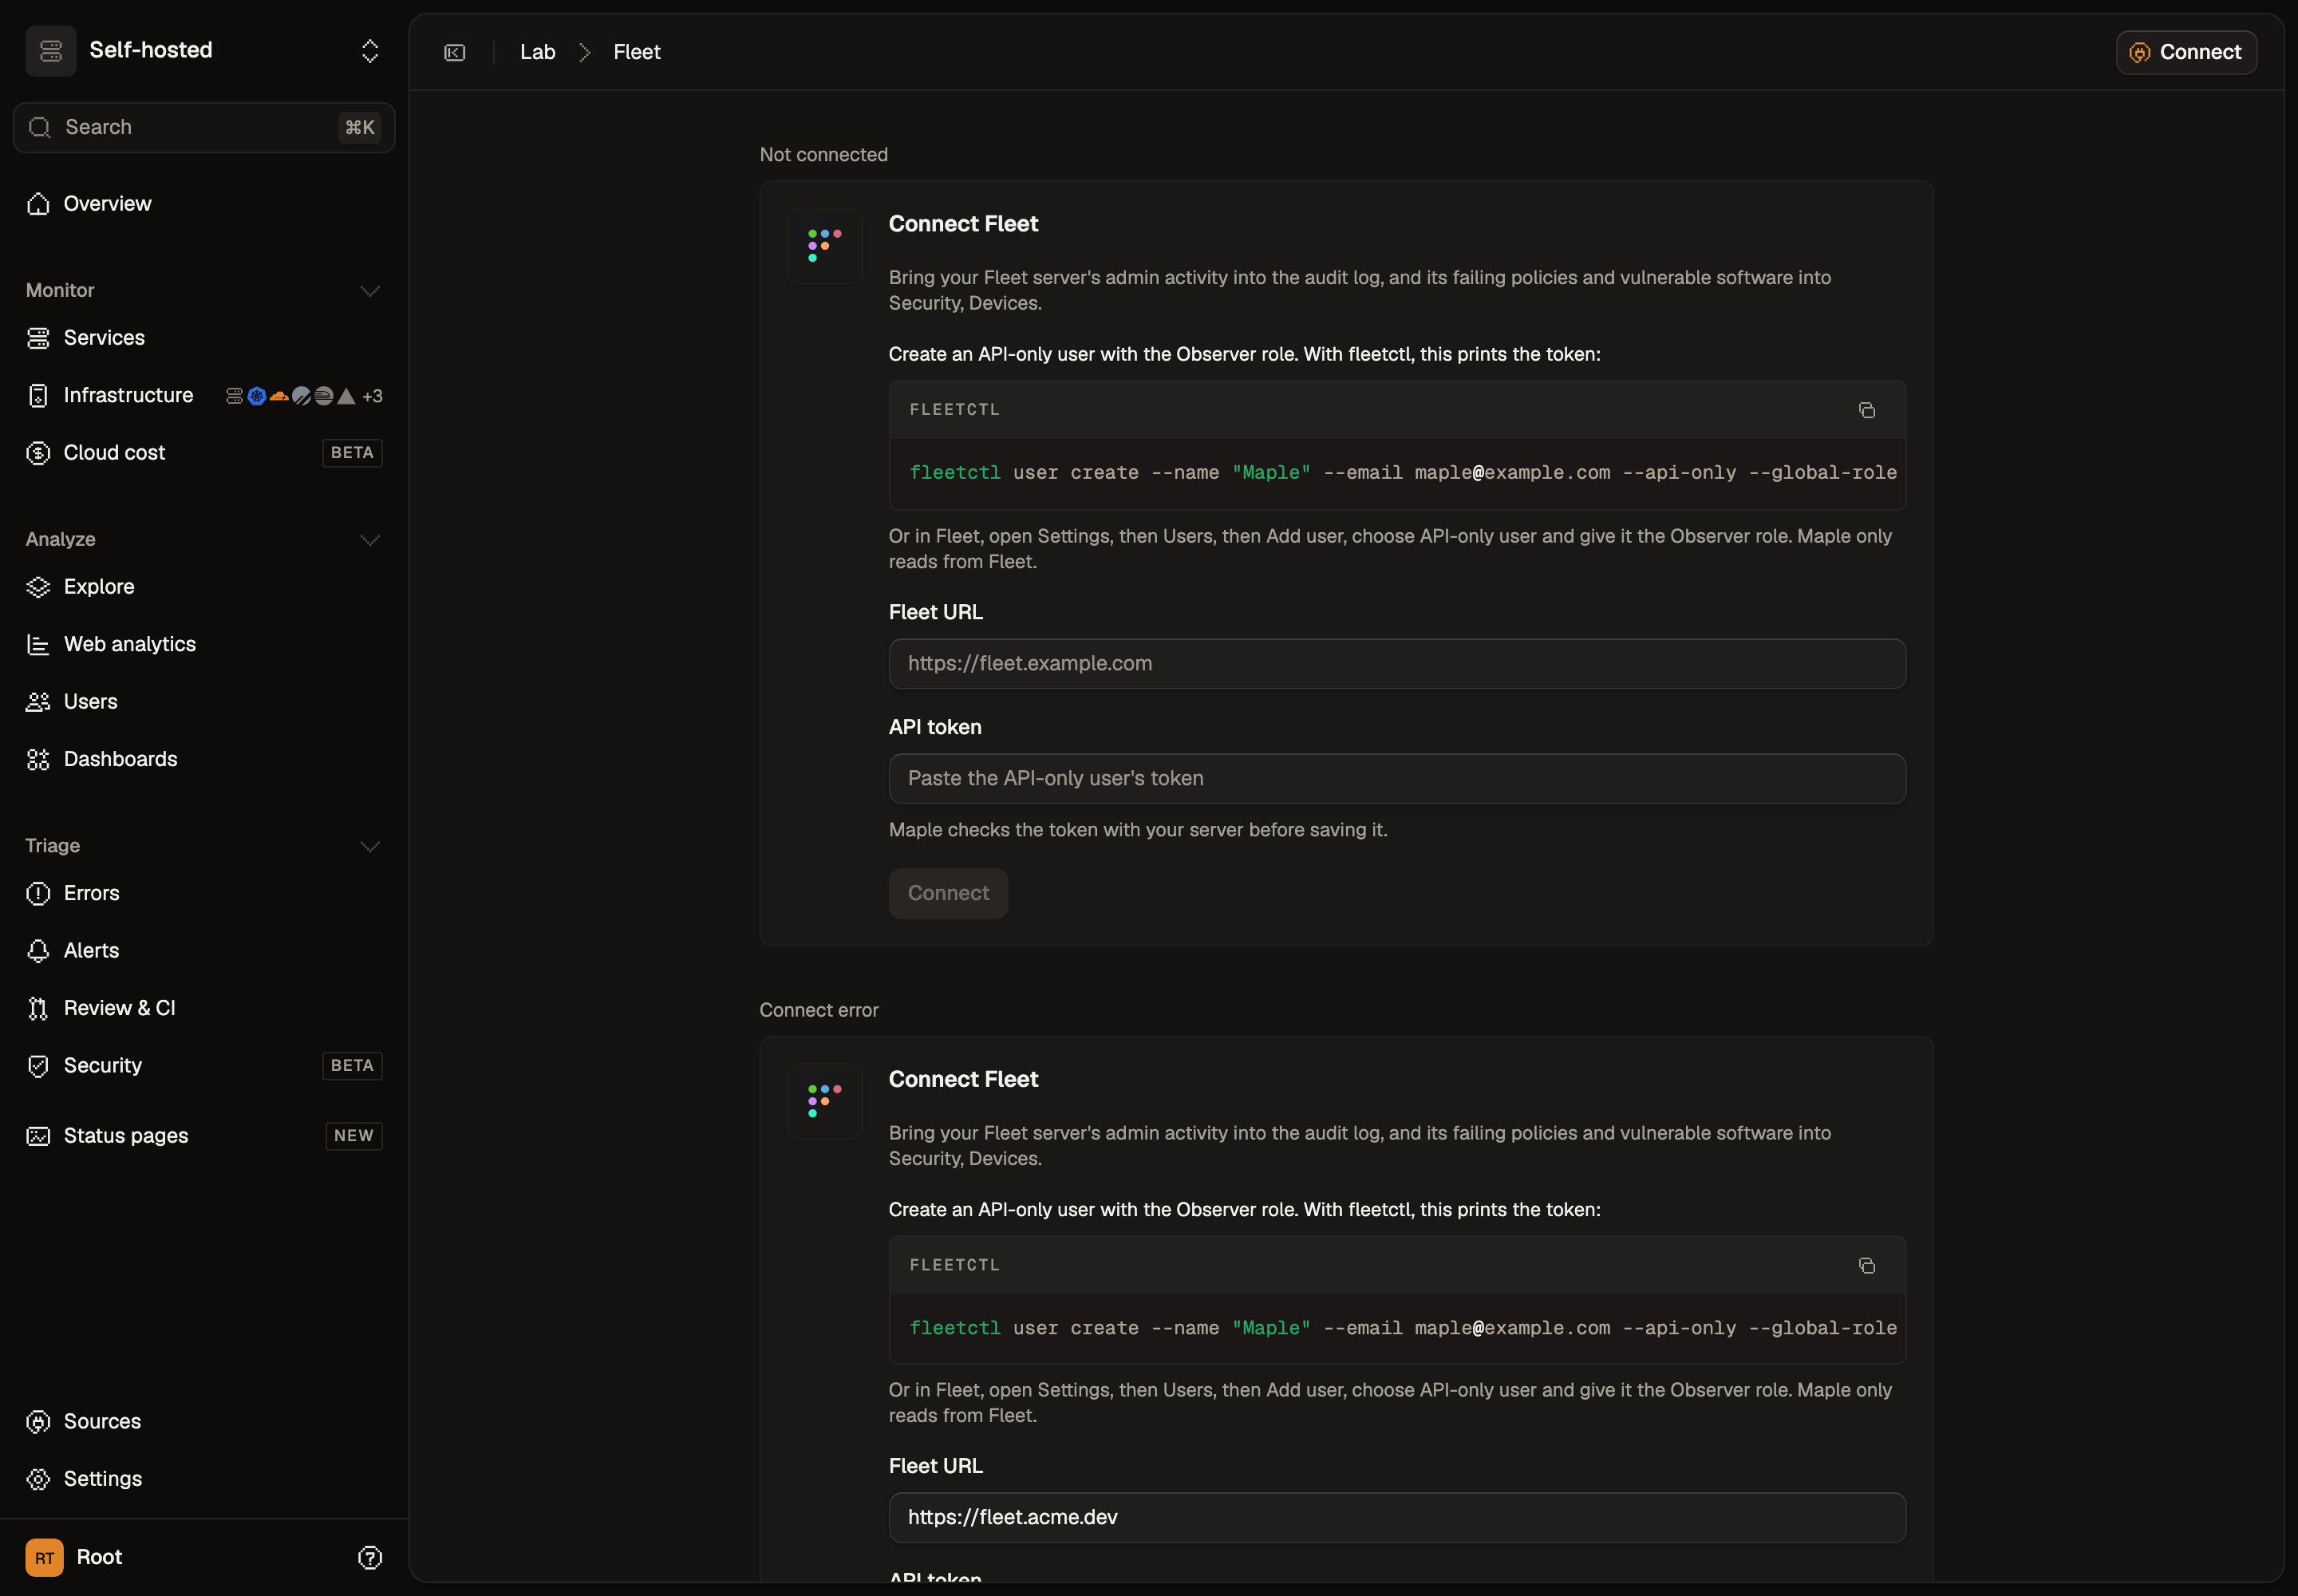 Self-hosted
Search
⌘K
Overview
Monitor
Services
Infrastructure
+3
Cloud cost
BETA
Analyze
Explore
Web analytics
Users
Dashboards
Triage
Errors
Alerts
Review & CI
Security
BETA
Status pages
NEW
Sources
Settings
RT
Root
Lab
Fleet
Connect
Not connected
Connect Fleet
Bring your Fleet server's admin activity into the audit log, and its failing policies and vulnerable software into
Security, Devices.
Create an API-only user with the Observer role. With fleetctl, this prints the token:
FLEETCTL
fleetctl user create --name "Maple" --email maple@example.com --api-only --global-role
Or in Fleet, open Settings, then Users, then Add user, choose API-only user and give it the Observer role. Maple only
reads from Fleet.
Fleet URL
https://fleet.example.com
API token
Paste the API-only user's token
Maple checks the token with your server before saving it.
Connect
Connect error
Connect Fleet
Bring your Fleet server's admin activity into the audit log, and its failing policies and vulnerable software into
Security, Devices.
Create an API-only user with the Observer role. With fleetctl, this prints the token:
FLEETCTL
fleetctl user create --name "Maple" --email maple@example.com --api-only --global-role
Or in Fleet, open Settings, then Users, then Add user, choose API-only user and give it the Observer role. Maple only
reads from Fleet.
Fleet URL
https://fleet.acme.dev
API token